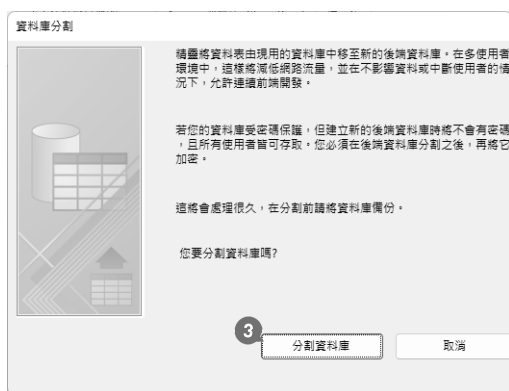 資料庫分割
精靈將資料表由現用的資料庫中移至新的後端資料庫。在多使用者
環境中，這樣將減低網路流量，並在不影響資料或中斷使用者的情
況下，允許連續前端開發。
若您的資料庫受密碼保護，但建立新的後端資料庫時將不會有密碼
，且所有使用者皆可存取。您必須在後端資料庫分割之後，再將它
加密。
這將會處理很久，在分割前請將資料庫備份。
您要分割資料庫嗎?
3
分割資料庫
取消